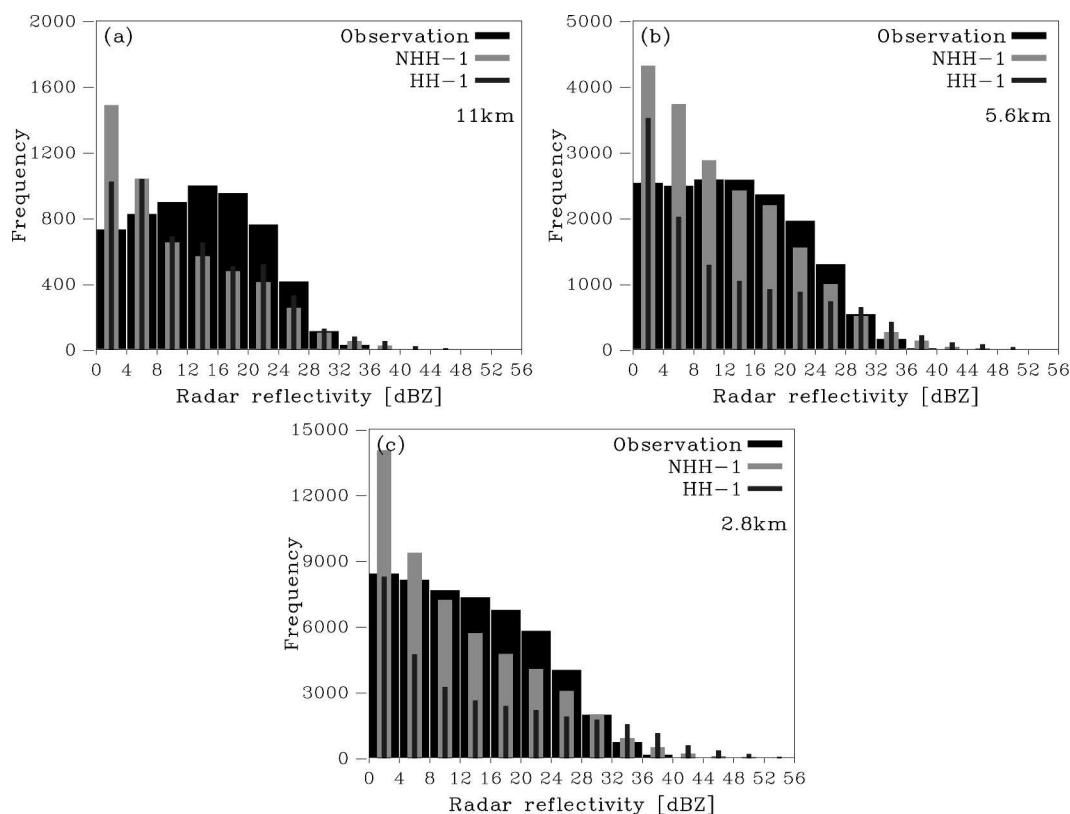 (a)
Observation
NHH-1
HH-1
11km
Frequency
2000
1600
1200
800
400
0
0 4 8 12 16 20 24 28 32 36 40 44 48 52 56
Radar reflectivity [dBZ]
(b)
Observation
NHH-1
HH-1
5.6km
Frequency
5000
4000
3000
2000
1000
0
0 4 8 12 16 20 24 28 32 36 40 44 48 52 56
Radar reflectivity [dBZ]
(c)
Observation
NHH-1
HH-1
2.8km
Frequency
15000
12000
9000
6000
3000
0
0 4 8 12 16 20 24 28 32 36 40 44 48 52 56
Radar reflectivity [dBZ]